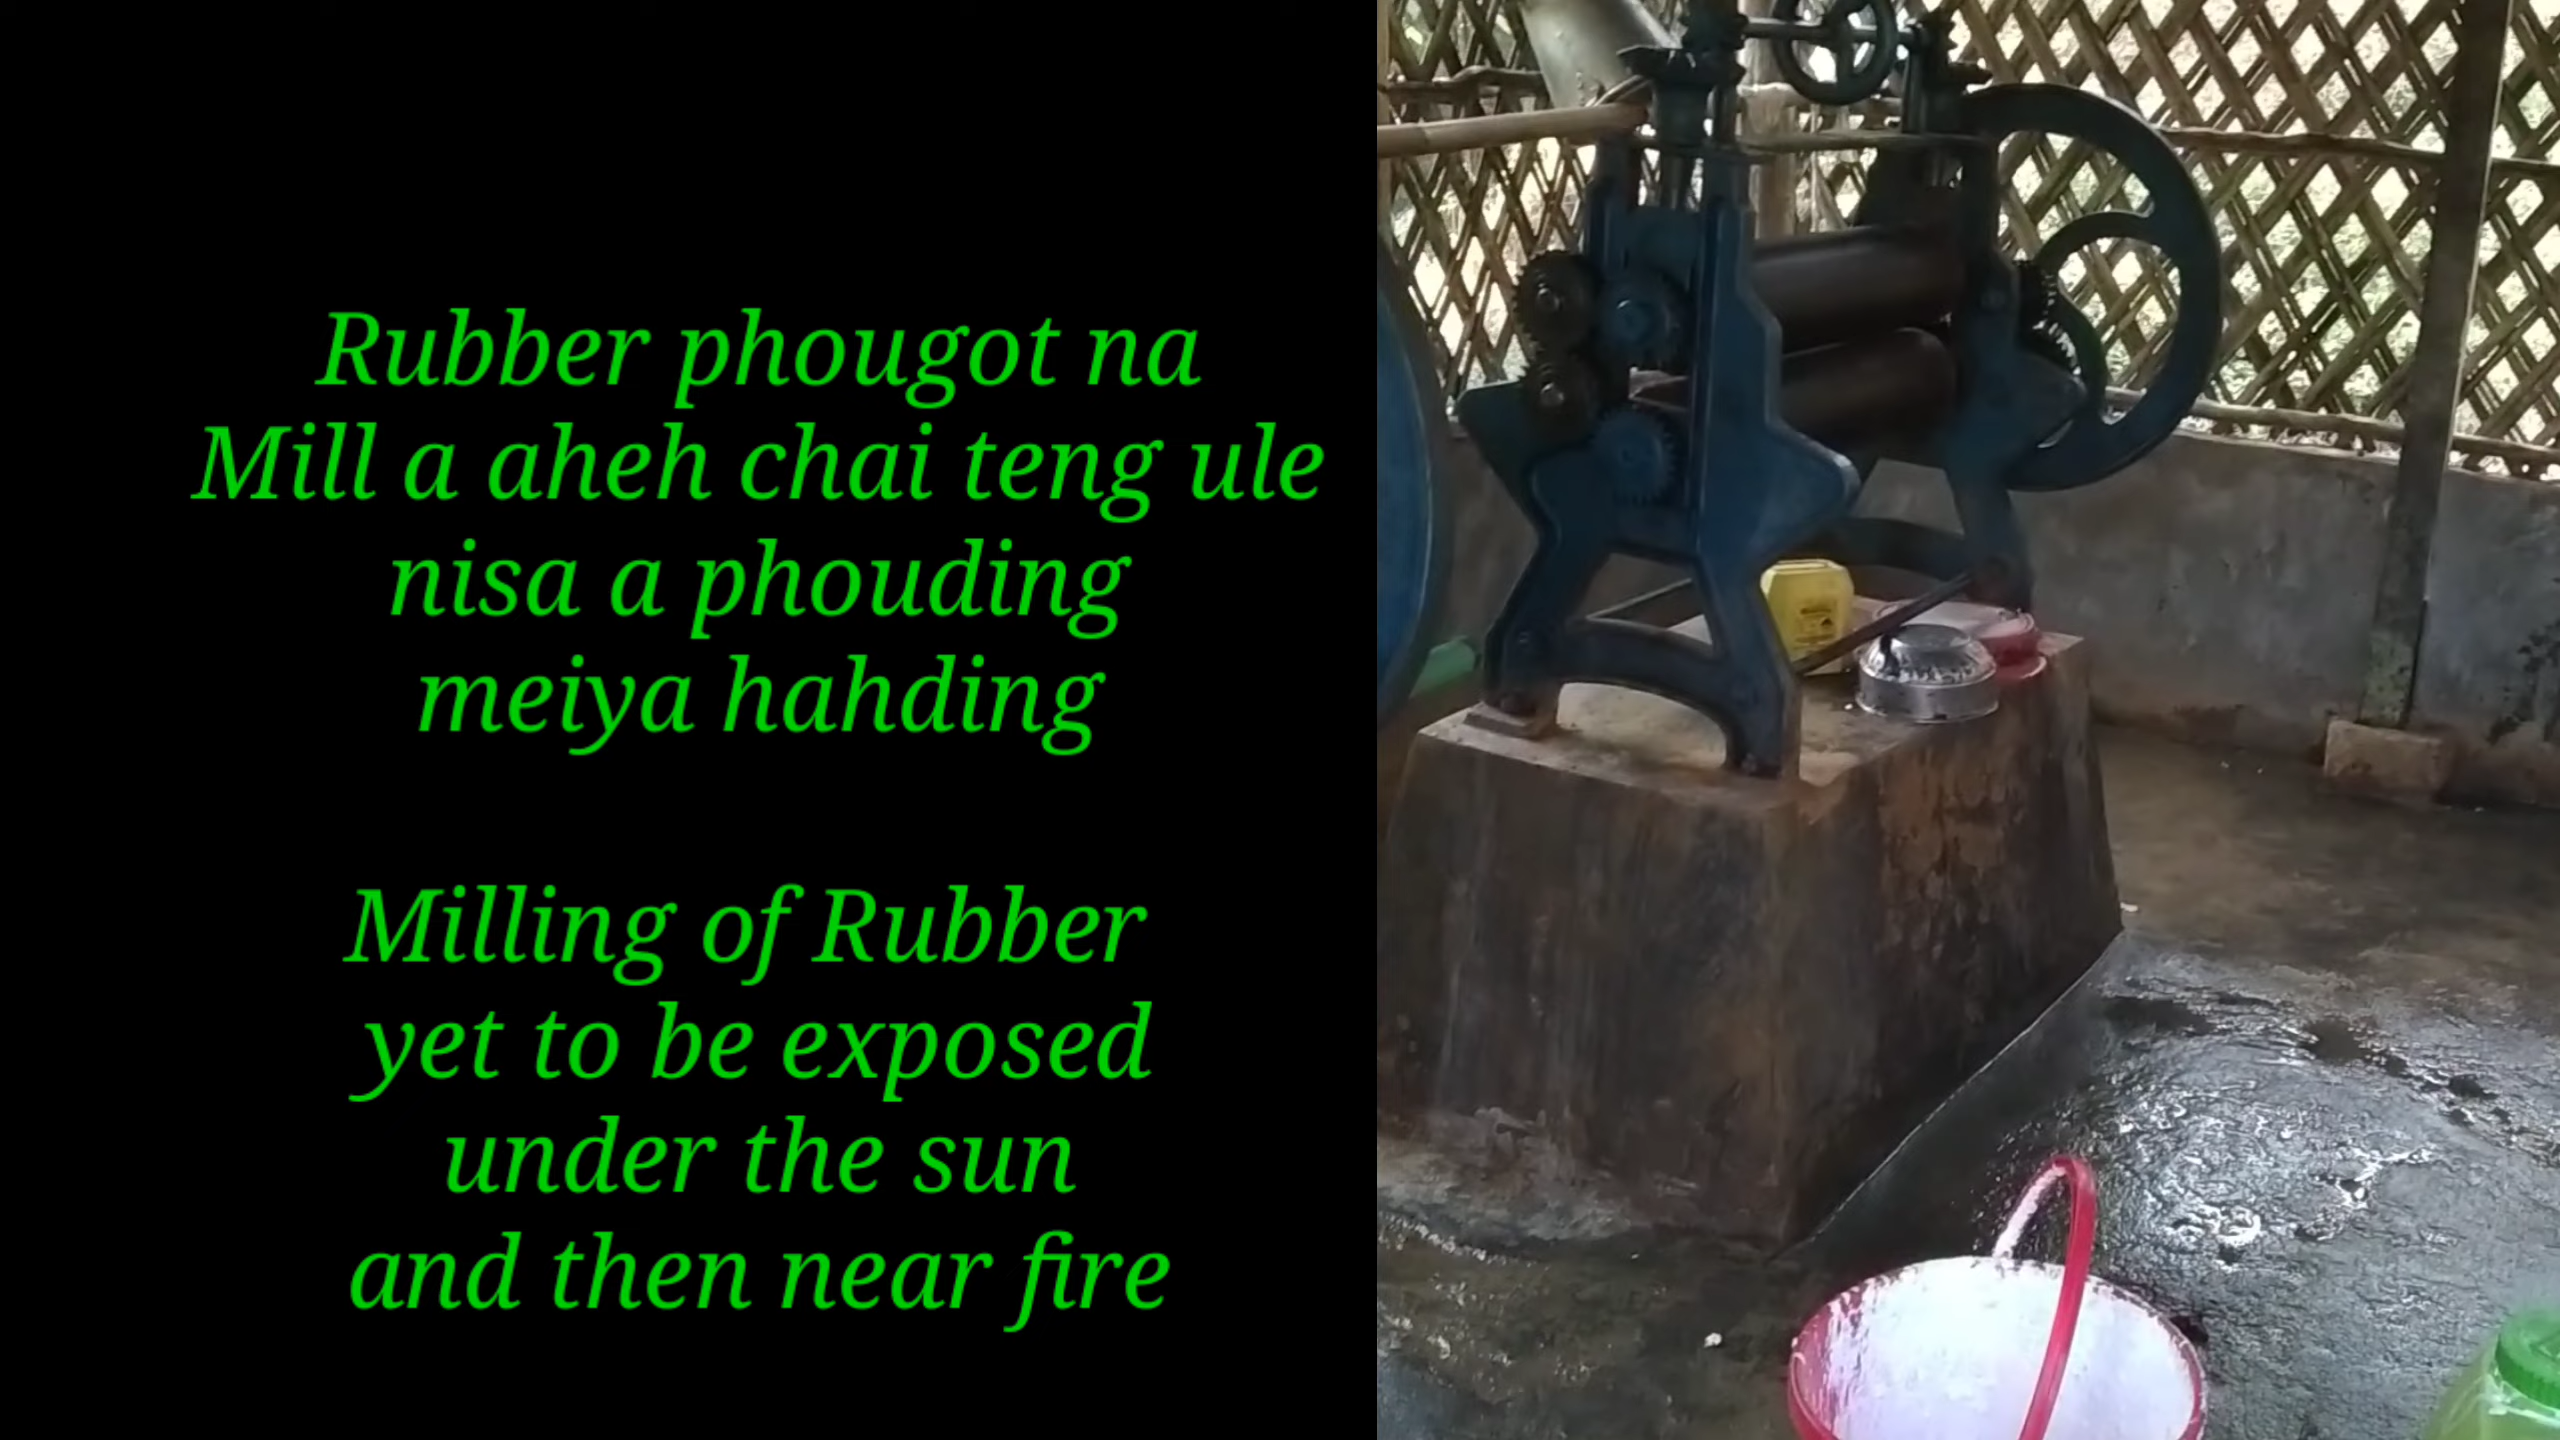 Rubber phougot na
Mill a aheh chai teng ule
nisa a phouding
meiya hahding
Milling of Rubber
yet to be exposed
under the sun
and then near fire